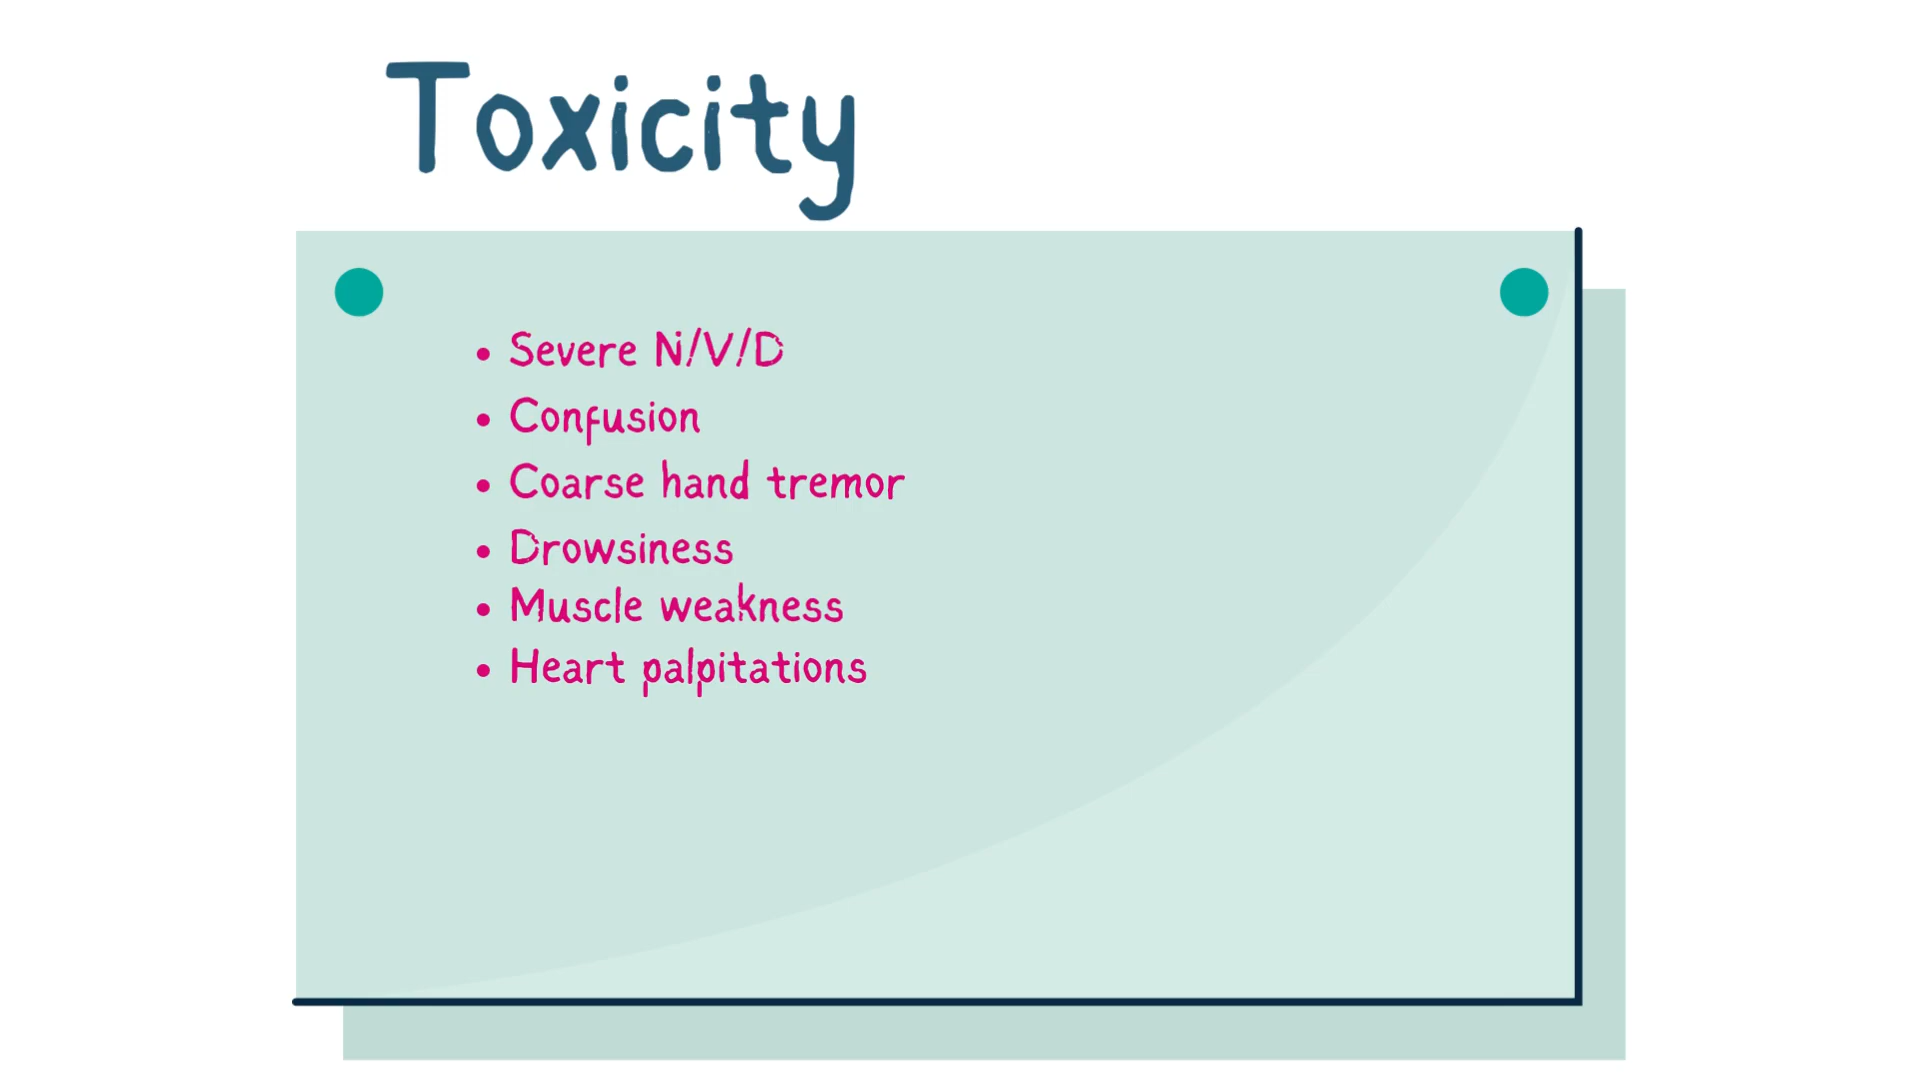 Toxicity
• Severe N/V/D
• Confusion
• Coarse hand tremor
• Drowsiness
• Muscle weakness
• Heart palpitations